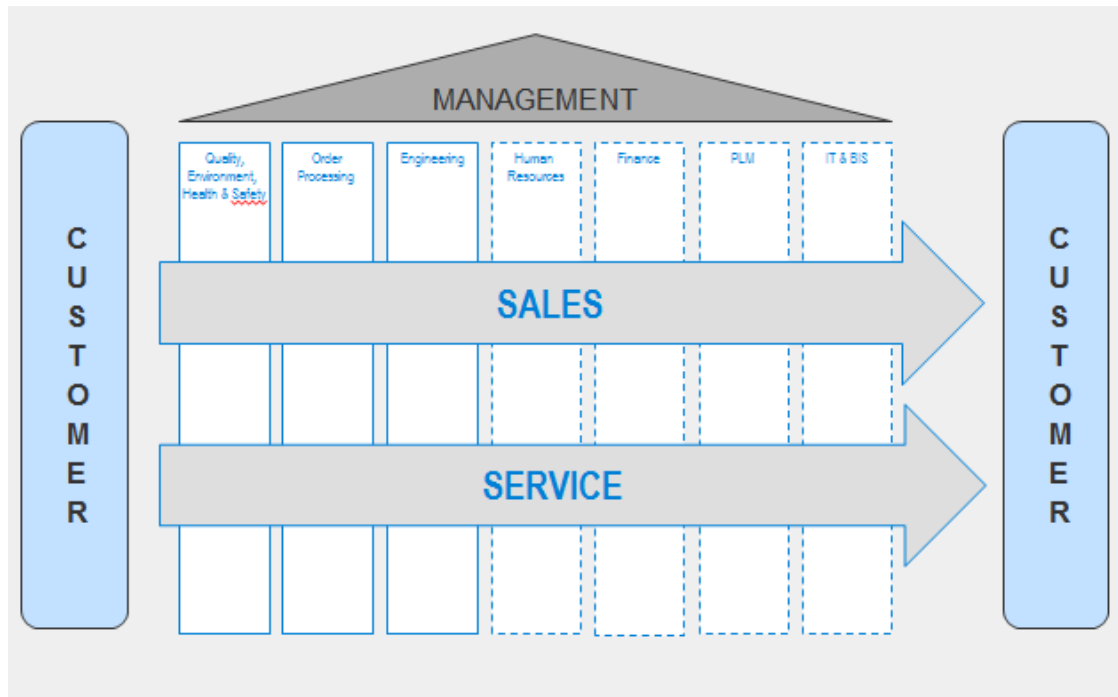 MANAGEMENT
C
U
S
T
O
M
E
R
Quality,
Environment,
Health & Safety
Order
Processing
Engineering
Human
Resources
Finance
PLM
IT & BIS
SALES
SERVICE
C
U
S
T
O
M
E
R